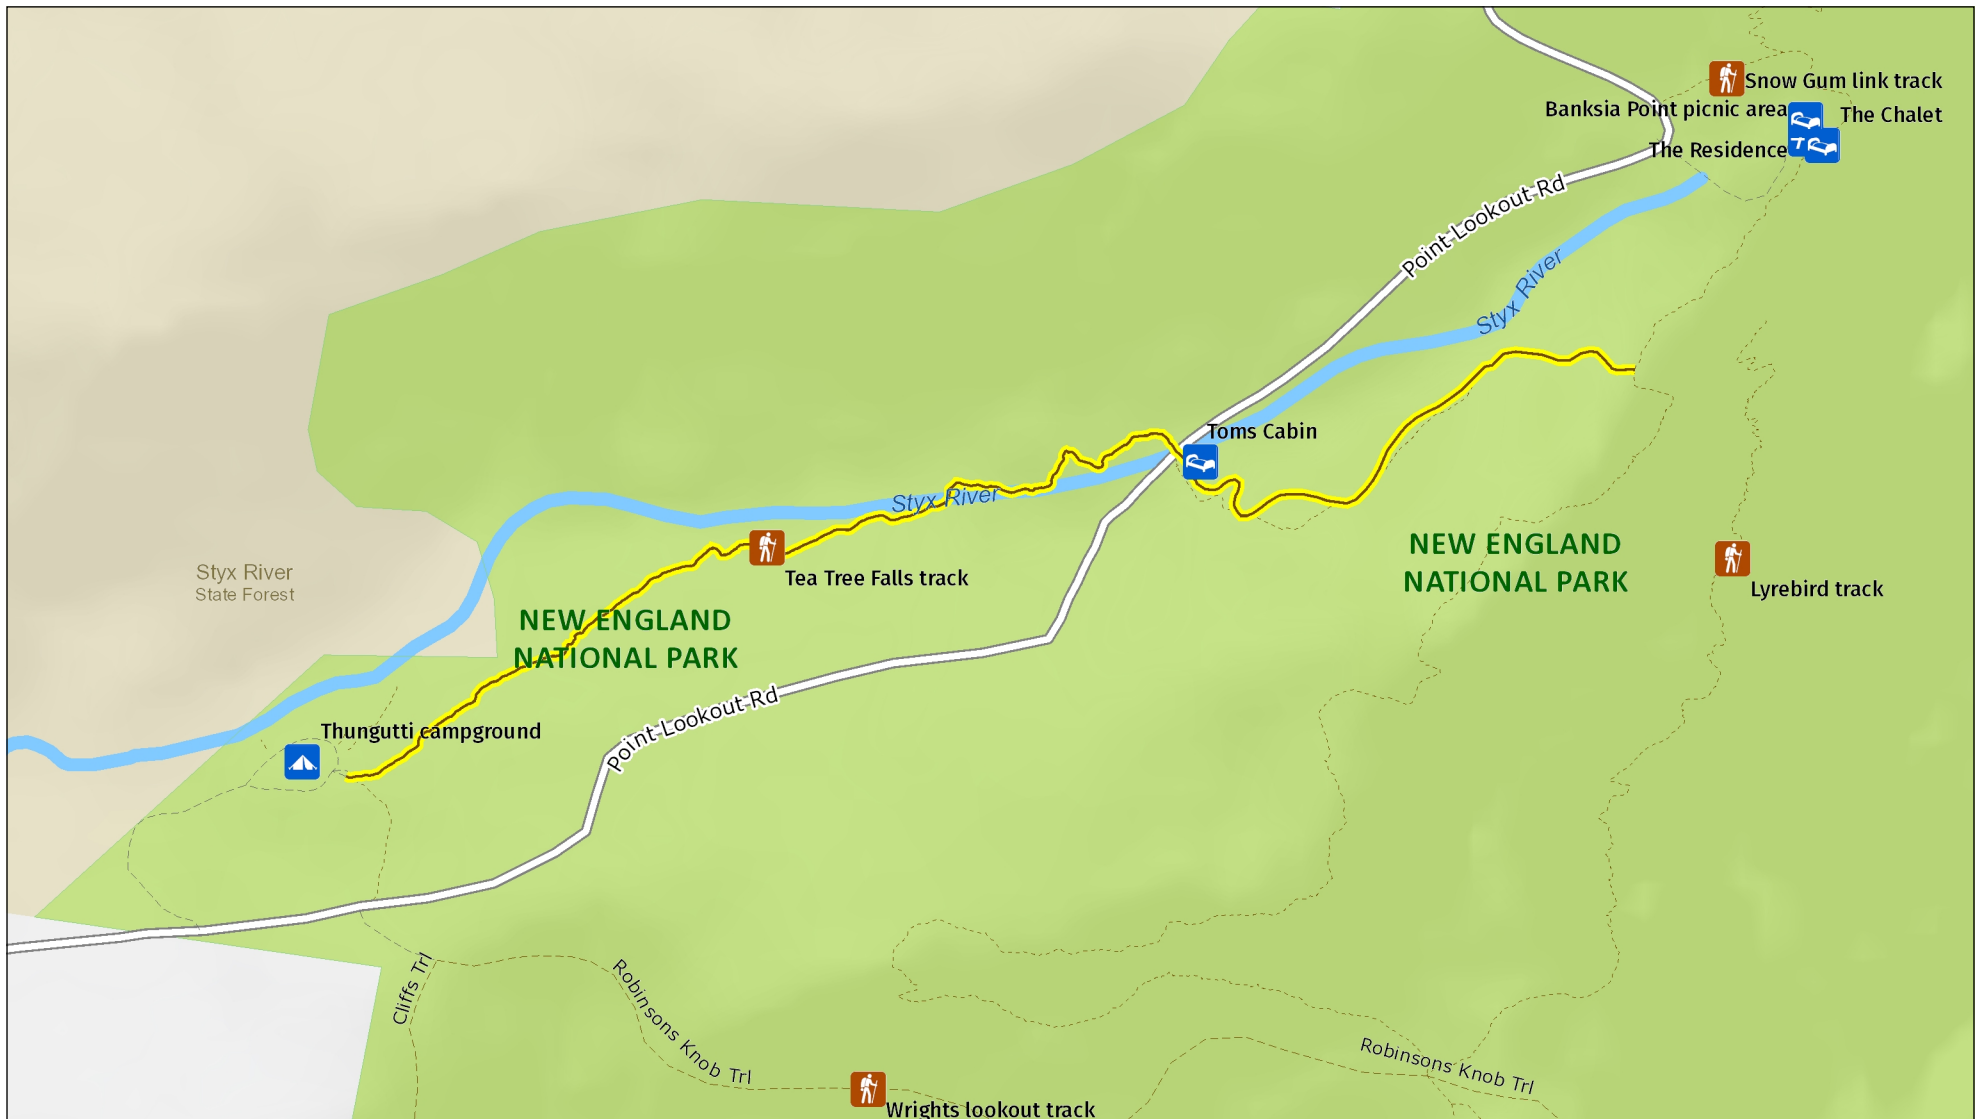 Snow Gum link track
Banksia Point picnic area
The Chalet
The Residence
Point Lookout Rd
Styx River
Toms Cabin
Styx River
NEW ENGLAND
NATIONAL PARK
Tea Tree Falls track
Styx River
State Forest
Lyrebird track
NEW ENGLAND
NATIONAL PARK
Point Lookout Rd
Thungutti campground
Cliffs Trl
Robinsons Knob Trl
Robinsons Knob Trl
Wrights lookout track